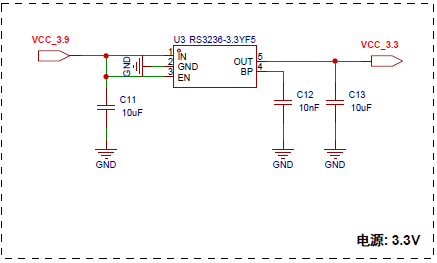 U3 RS3236-3.3YF5
VCC_3.9
VCC_3.3
1 IN
2 GND
3 EN
OUT 5
BP 4
GND
C11
10uF
C12
10nF
C13
10uF
GND
GND
GND
电源: 3.3V